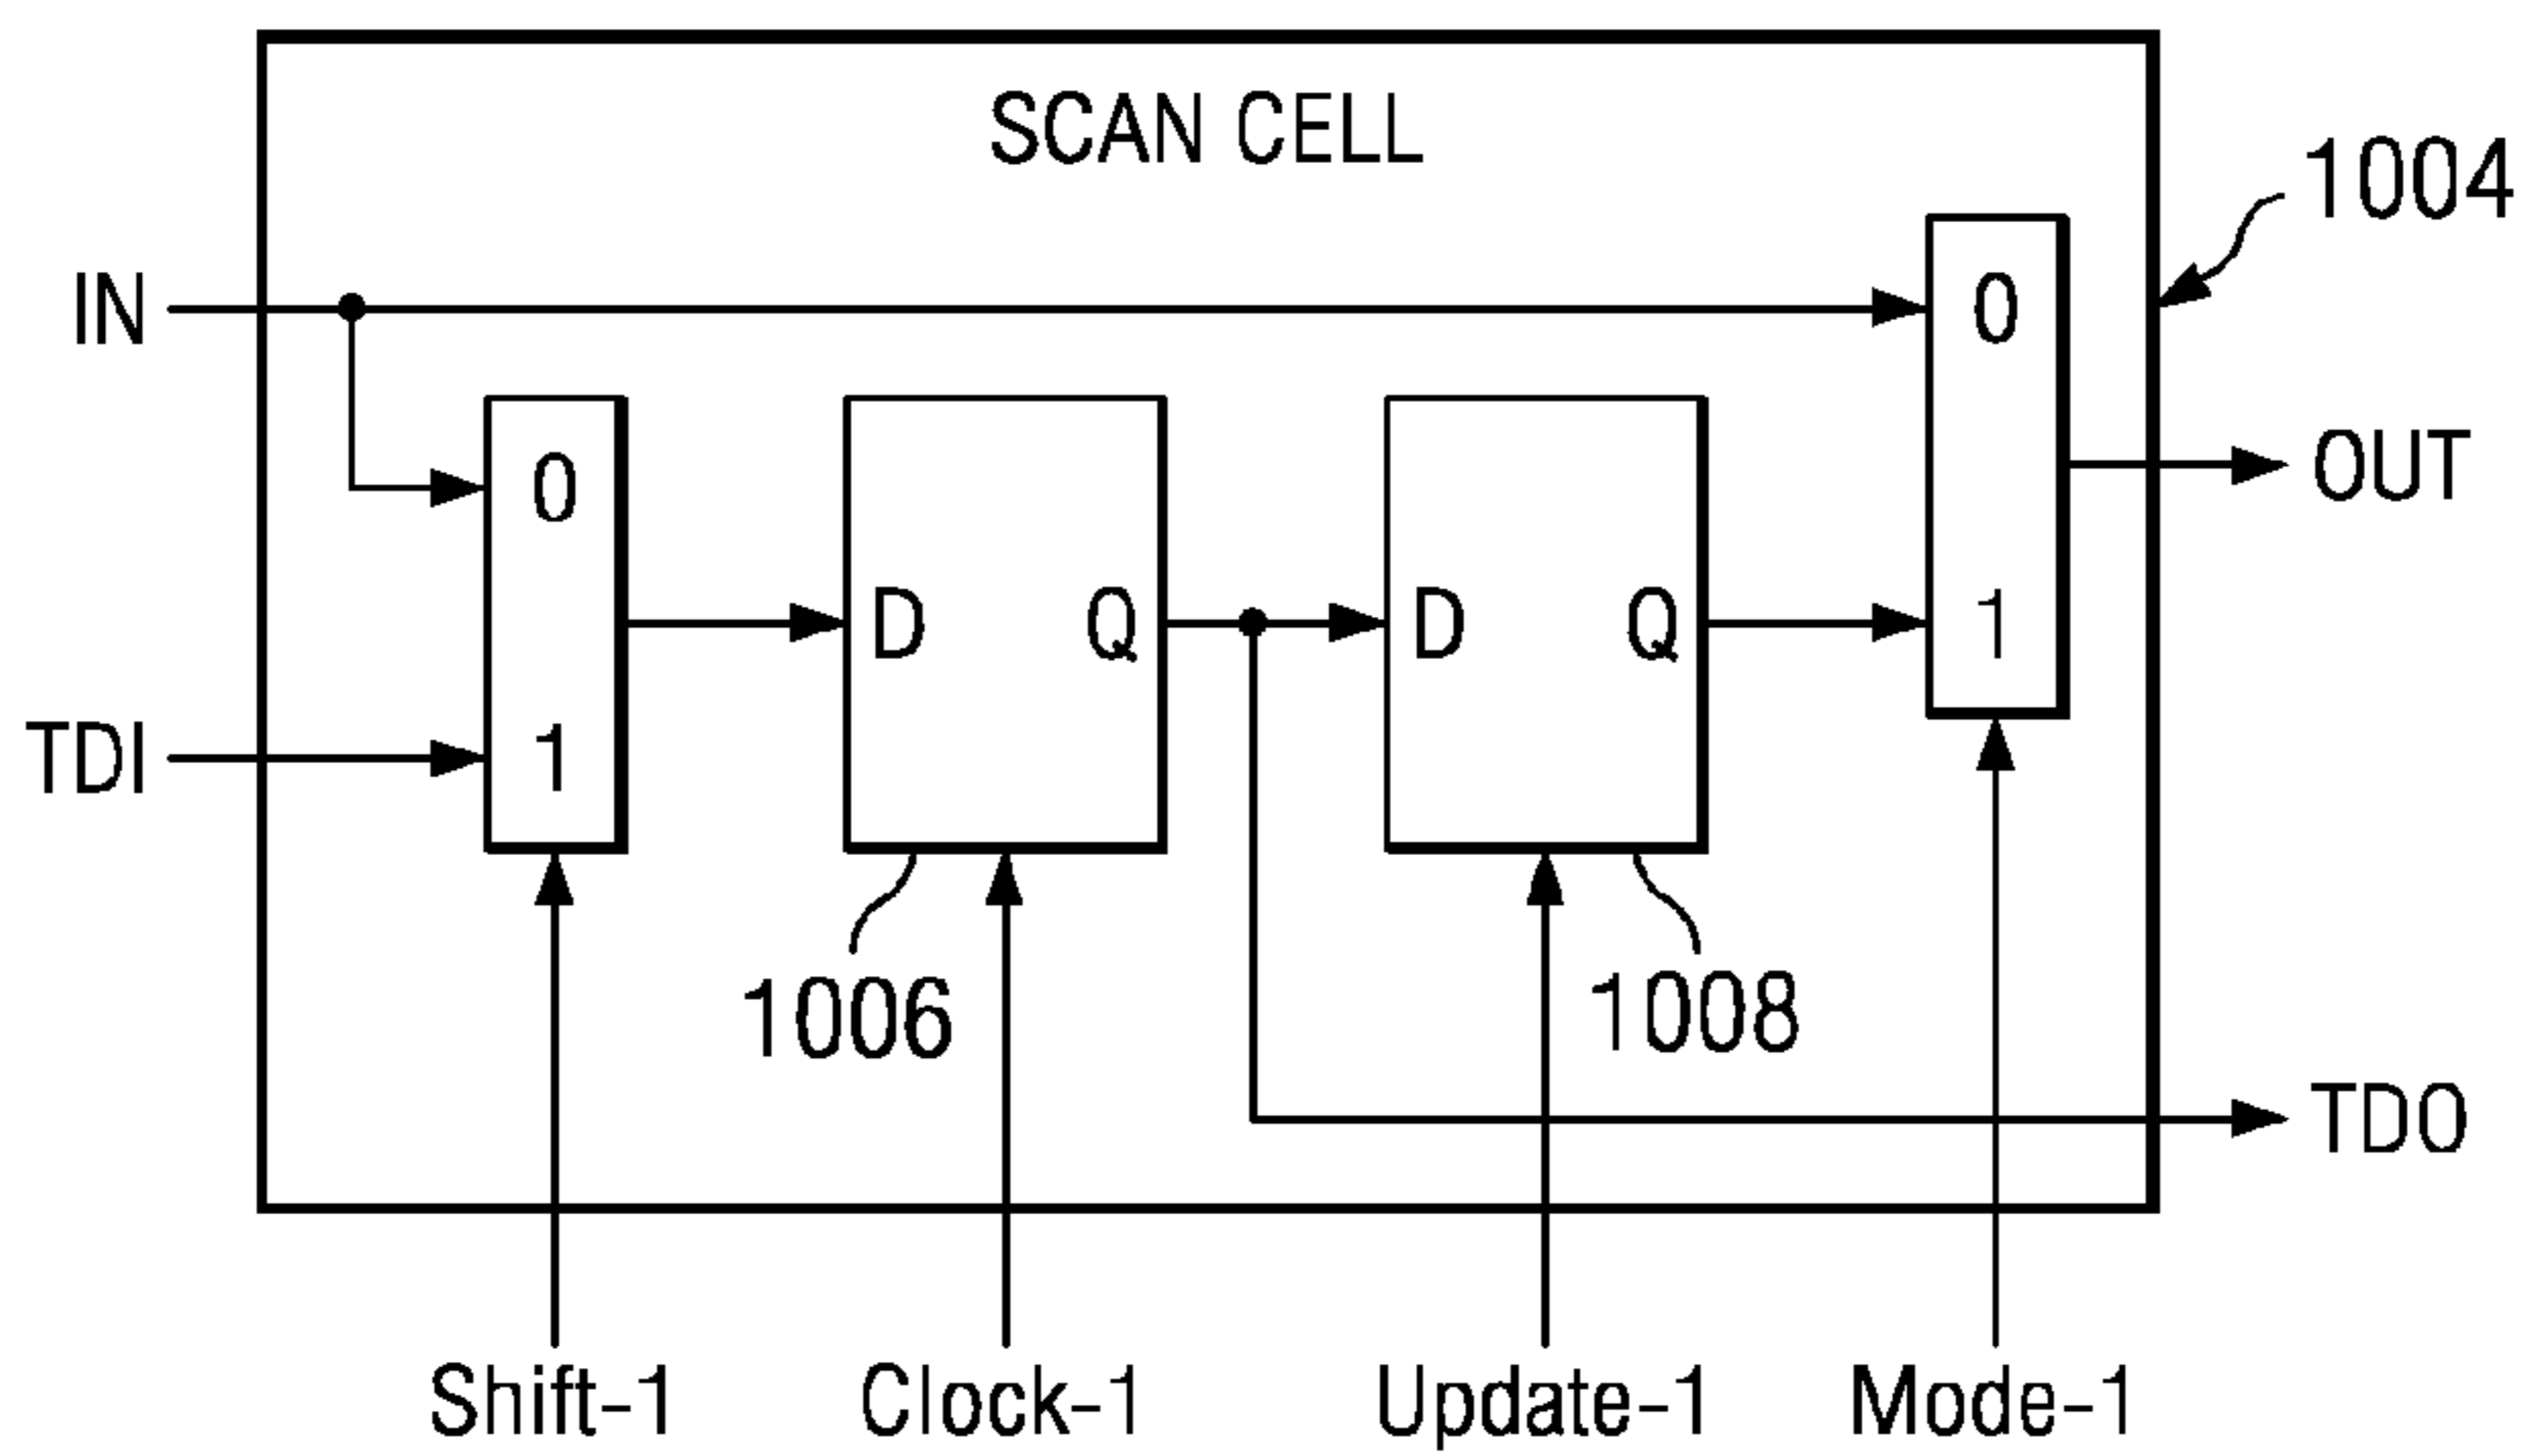 SCAN CELL
1004
IN
0
0
OUT
D
Q
D
Q
1
TDI
1
1006
1008
TDO
Shift-1
Clock-1
Update-1
Mode-1